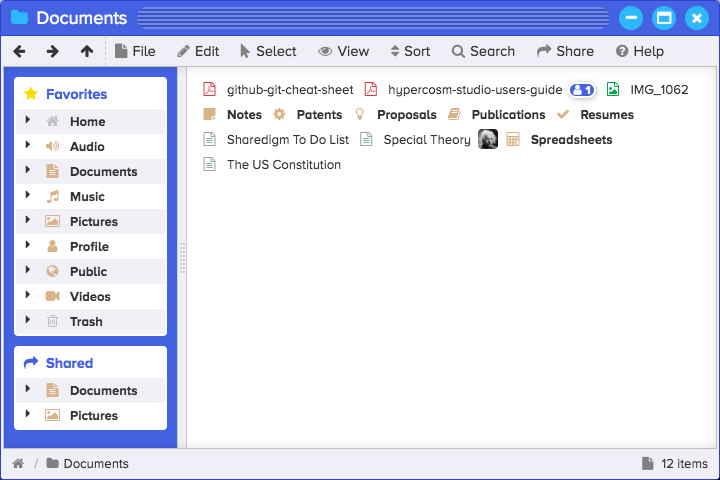 Documents
File Edit Select View Sort Search Share Help
Favorites
Home
Audio
Documents
Music
Pictures
Profile
Public
Videos
Trash
Shared
Documents
Pictures
github-git-cheat-sheet hypercosm-studio-users-guide 1 IMG_1062
Notes Patents Proposals Publications Resumes
Sharedigm To Do List Special Theory Spreadsheets
The US Constitution
/ Documents 12 items